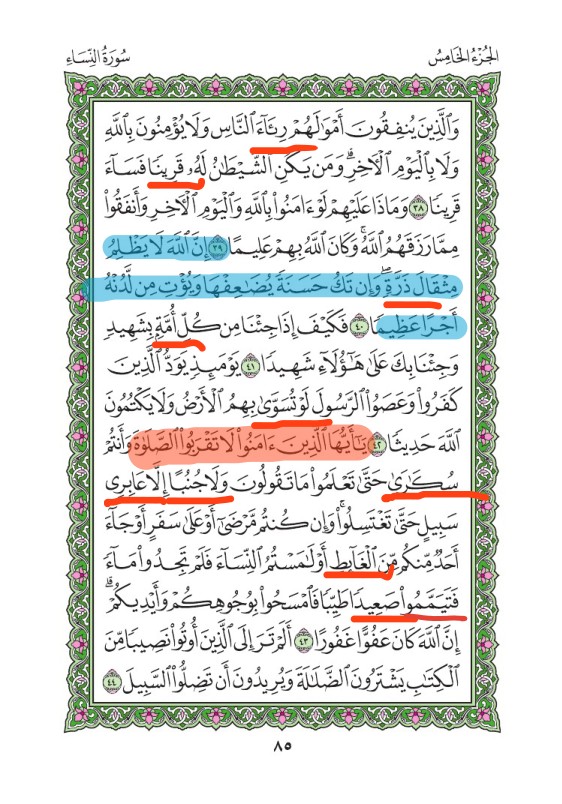 الجُزْءُ الخَامِسُ
سُورَةُ النِّسَاءِ
وَٱلَّذِينَ يُنفِقُونَ أَمْوَٰلَهُمْ رِئَآءَ ٱلنَّاسِ وَلَا يُؤْمِنُونَ بِٱللَّهِ
وَلَا بِٱلْيَوْمِ ٱلْـَٔاخِرِۗ وَمَن يَكُنِ ٱلشَّيْطَٰنُ لَهُۥ قَرِينٗا فَسَآءَ
قَرِينٗا ٣٨ وَمَاذَا عَلَيْهِمْ لَوْ ءَامَنُواْ بِٱللَّهِ وَٱلْيَوْمِ ٱلْـَٔاخِرِ وَأَنفَقُواْ
مِمَّا رَزَقَهُمُ ٱللَّهُۚ وَكَانَ ٱللَّهُ بِهِمْ عَلِيمًا ٣٩ إِنَّ ٱللَّهَ لَا يَظْلِمُ
مِثْقَالَ ذَرَّةٖۖ وَإِن تَكُ حَسَنَةٗ يُضَٰعِفْهَا وَيُؤْتِ مِن لَّدُنْهُ
أَجْرًا عَظِيمٗا ٤٠ فَكَيْفَ إِذَا جِئْنَا مِن كُلِّ أُمَّةِۭ بِشَهِيدٖ
وَجِئْنَا بِكَ عَلَىٰ هَٰٓؤُلَآءِ شَهِيدٗا ٤١ يَوْمَئِذٖ يَوَدُّ ٱلَّذِينَ
كَفَرُواْ وَعَصَوُاْ ٱلرَّسُولَ لَوْ تُسَوَّىٰ بِهِمُ ٱلْأَرْضُ وَلَا يَكْتُمُونَ
ٱللَّهَ حَدِيثٗا ٤٢ يَٰٓأَيُّهَا ٱلَّذِينَ ءَامَنُواْ لَا تَقْرَبُواْ ٱلصَّلَوٰةَ وَأَنتُمْ
سُكَٰرَىٰ حَتَّىٰ تَعْلَمُواْ مَا تَقُولُونَ وَلَا جُنُبًا إِلَّا عَابِرِي
سَبِيلٍ حَتَّىٰ تَغْتَسِلُواْۚ وَإِن كُنتُم مَّرْضَىٰٓ أَوْ عَلَىٰ سَفَرٍ أَوْ جَآءَ
أَحَدٞ مِّنكُم مِّنَ ٱلْغَآئِطِ أَوْ لَٰمَسْتُمُ ٱلنِّسَآءَ فَلَمْ تَجِدُواْ مَآءٗ
فَتَيَمَّمُواْ صَعِيدٗا طَيِّبٗا فَٱمْسَحُواْ بِوُجُوهِكُمْ وَأَيْدِيكُمْۗ
إِنَّ ٱللَّهَ كَانَ عَفُوًّا غَفُورًا ٤٣ أَلَمْ تَرَ إِلَى ٱلَّذِينَ أُوتُواْ نَصِيبٗا مِّنَ
ٱلْكِتَٰبِ يَشْتَرُونَ ٱلضَّلَٰلَةَ وَيُرِيدُونَ أَن تَضِلُّواْ ٱلسَّبِيلَ ٤٤
٨٥